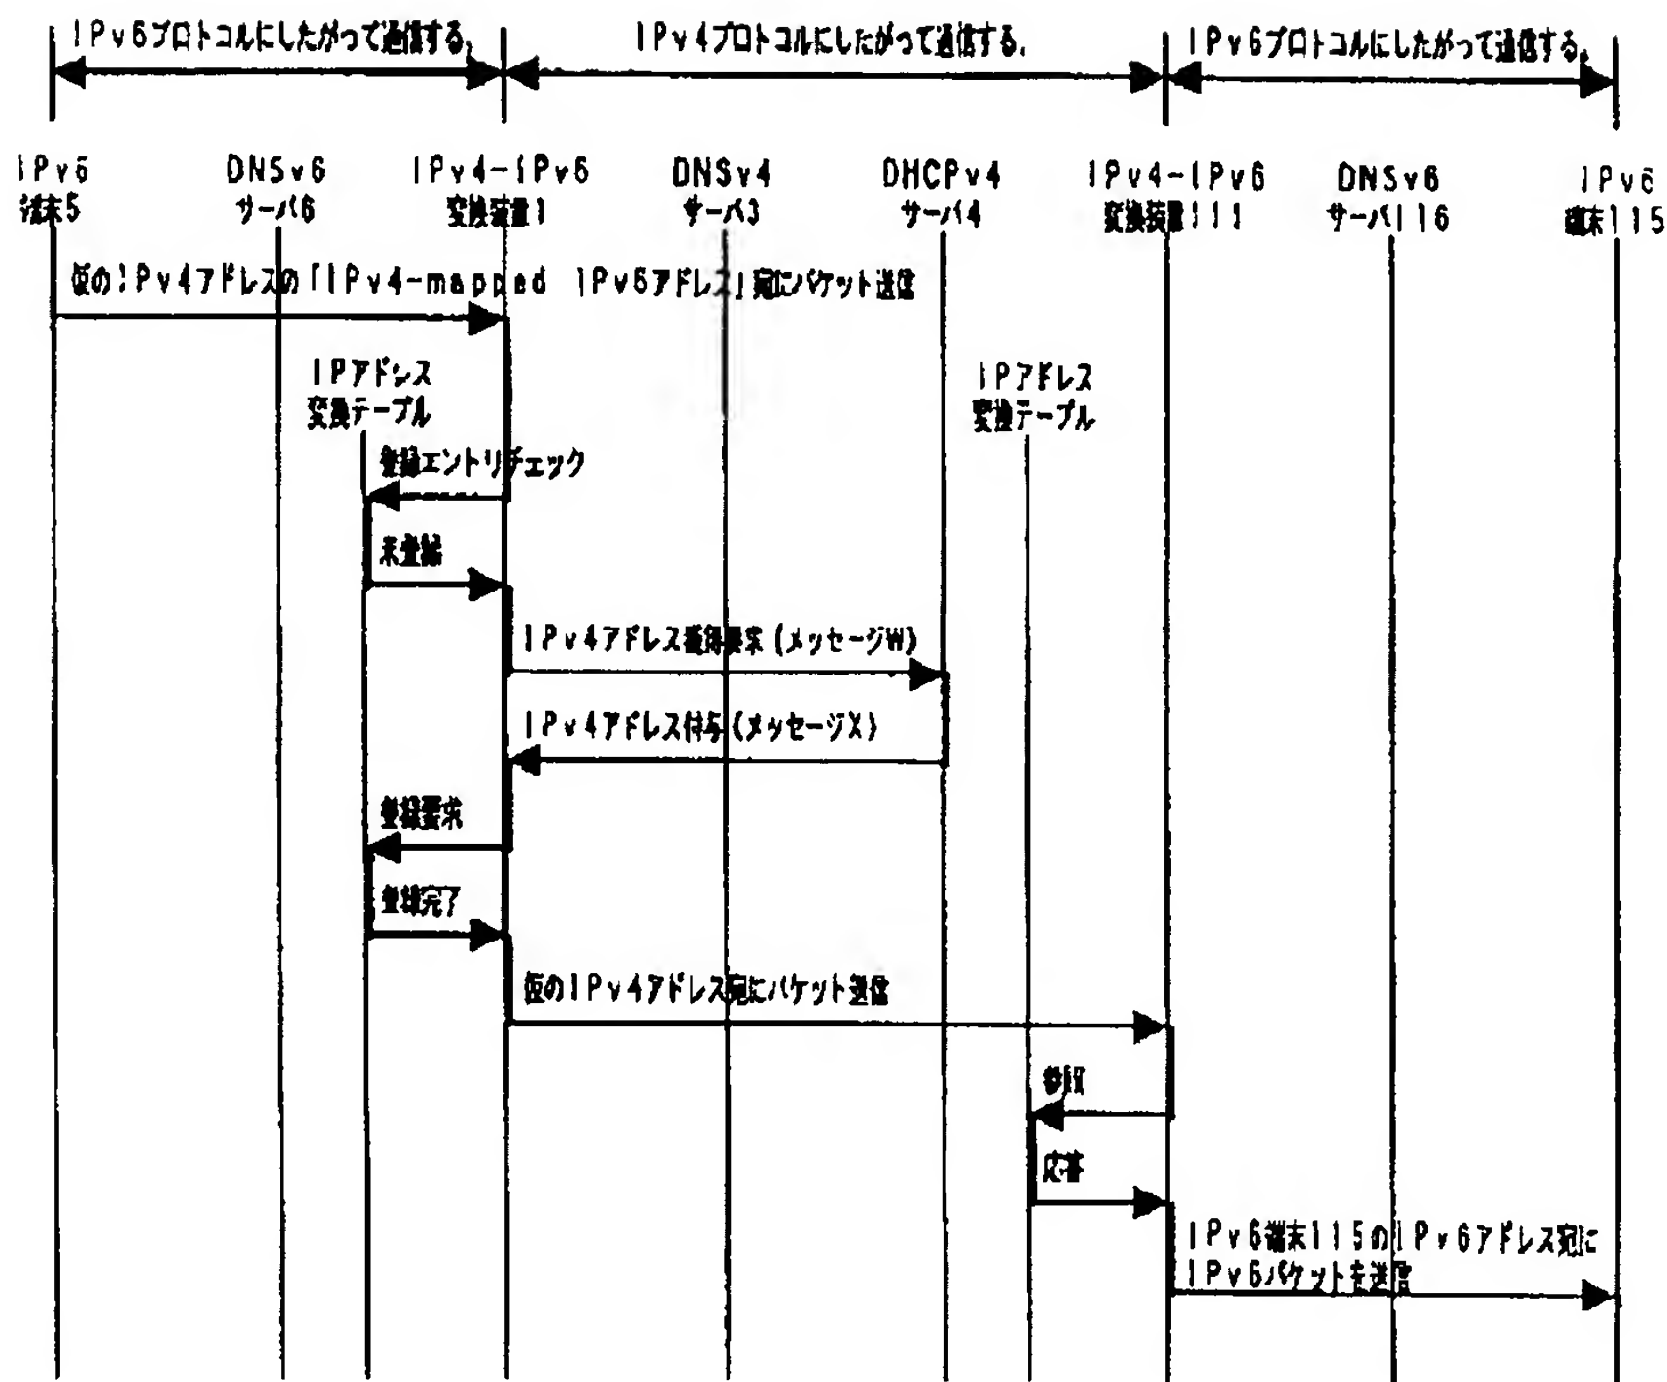 IPv6プロトコルにしたがって通信する。
IPv4プロトコルにしたがって通信する。
IPv6プロトコルにしたがって通信する。
IPv6
端末5
DNSv6
サーバ6
IPv4-IPv6
変換装置1
DNSv4
サーバ3
DHCPv4
サーバ4
IPv4-IPv6
変換装置111
DNSv6
サーバ116
IPv6
端末115
仮のIPv4アドレスの「IPv4-mapped IPv6アドレス」宛にパケット送信
IPアドレス
変換テーブル
IPアドレス
変換テーブル
登録エントリチェック
未登録
IPv4アドレス獲得要求(メッセージW)
IPv4アドレス付与(メッセージX)
登録要求
登録完了
仮のIPv4アドレス宛にパケット送信
参照
応答
IPv6端末115のIPv6アドレス宛に
IPv6パケットを送信